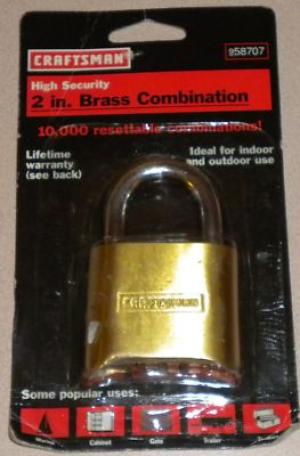 CRAFTSMAN
958707
High Security
2 in. Brass Combination
10,000 resettable combinations!
Lifetime
warranty
(see back)
Ideal for indoor
and outdoor use
CRAFTSMAN
Some popular uses:
Cabinet
Gate
Trailer